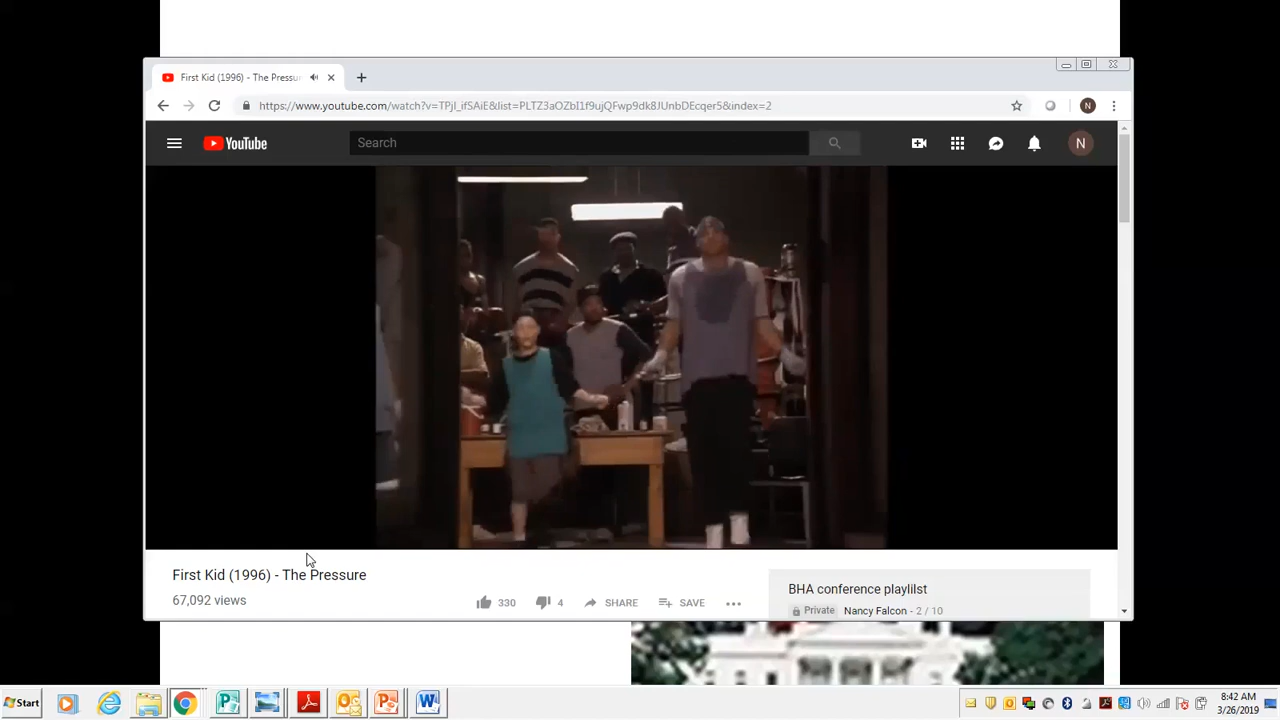 First Kid (1996) - The Pressu
https://www.youtube.com/watch?v=TPjl_ifSAiE&list=PLTZ3aOZbI1f9ujQFwp9dk8JUnbDEcqer5&index=2
N
YouTube
Search
N
First Kid (1996) - The Pressure
67,092 views
330
4
SHARE
SAVE
BHA conference playlilst
Private
Nancy Falcon - 2 / 10
Start
8:42 AM
3/26/2019